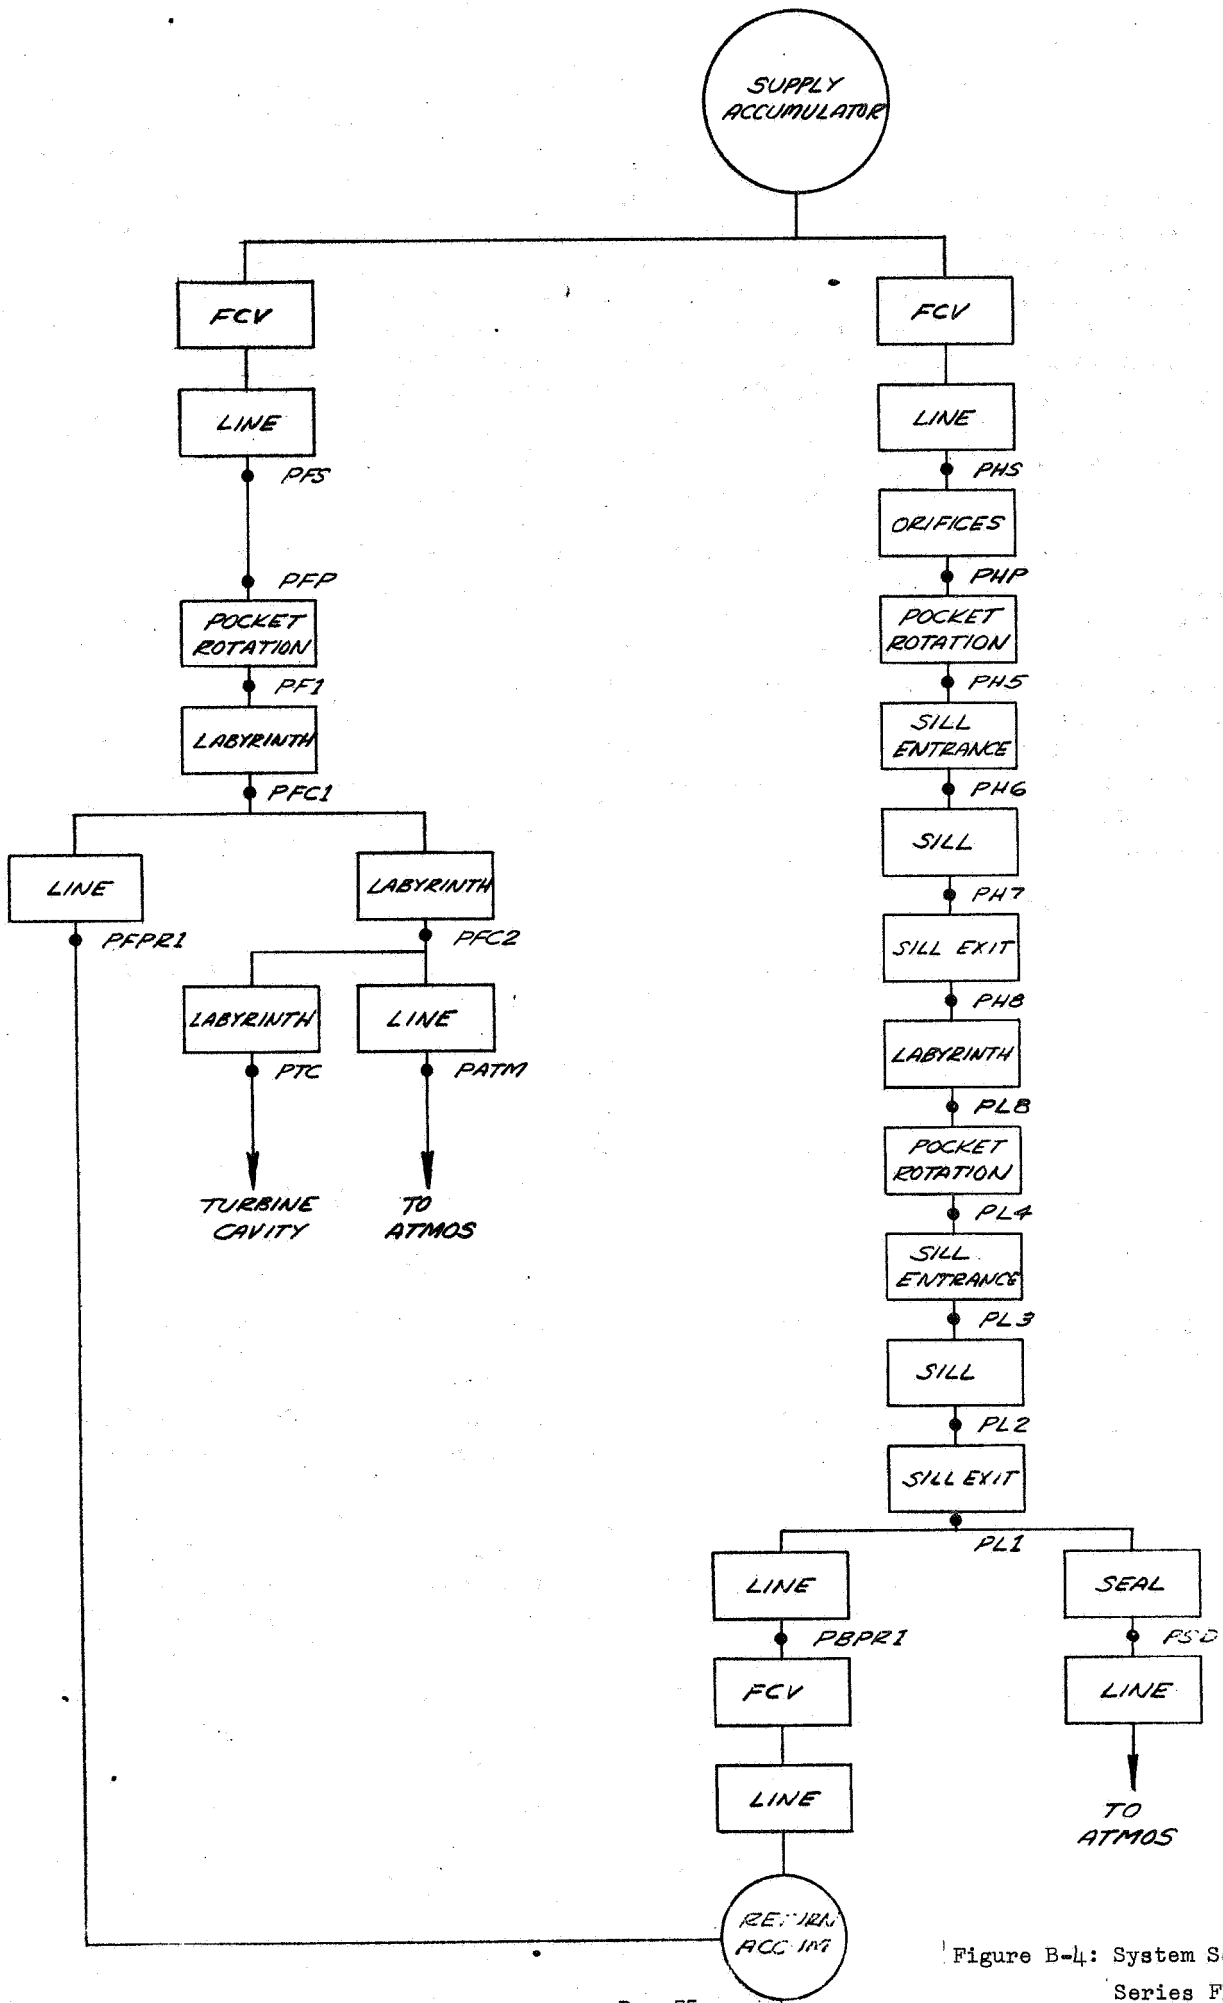 SUPPLY
ACCUMULATOR
FCV
LINE
PFS
PFP
POCKET
ROTATION
PF1
LABYRINTH
PFC1
LINE
PFPR1
LABYRINTH
PFC2
LABYRINTH
PTC
TURBINE
CAVITY
LINE
PATM
TO
ATMOS
FCV
LINE
PHS
ORIFICES
PHP
POCKET
ROTATION
PH5
SILL
ENTRANCE
PH6
SILL
PH7
SILL EXIT
PH8
LABYRINTH
PL8
POCKET
ROTATION
PL4
SILL
ENTRANCE
PL3
SILL
PL2
SILL EXIT
PL1
LINE
PBPR1
FCV
LINE
SEAL
PSD
LINE
TO
ATMOS
RETURN
Figure B-4: System
Series